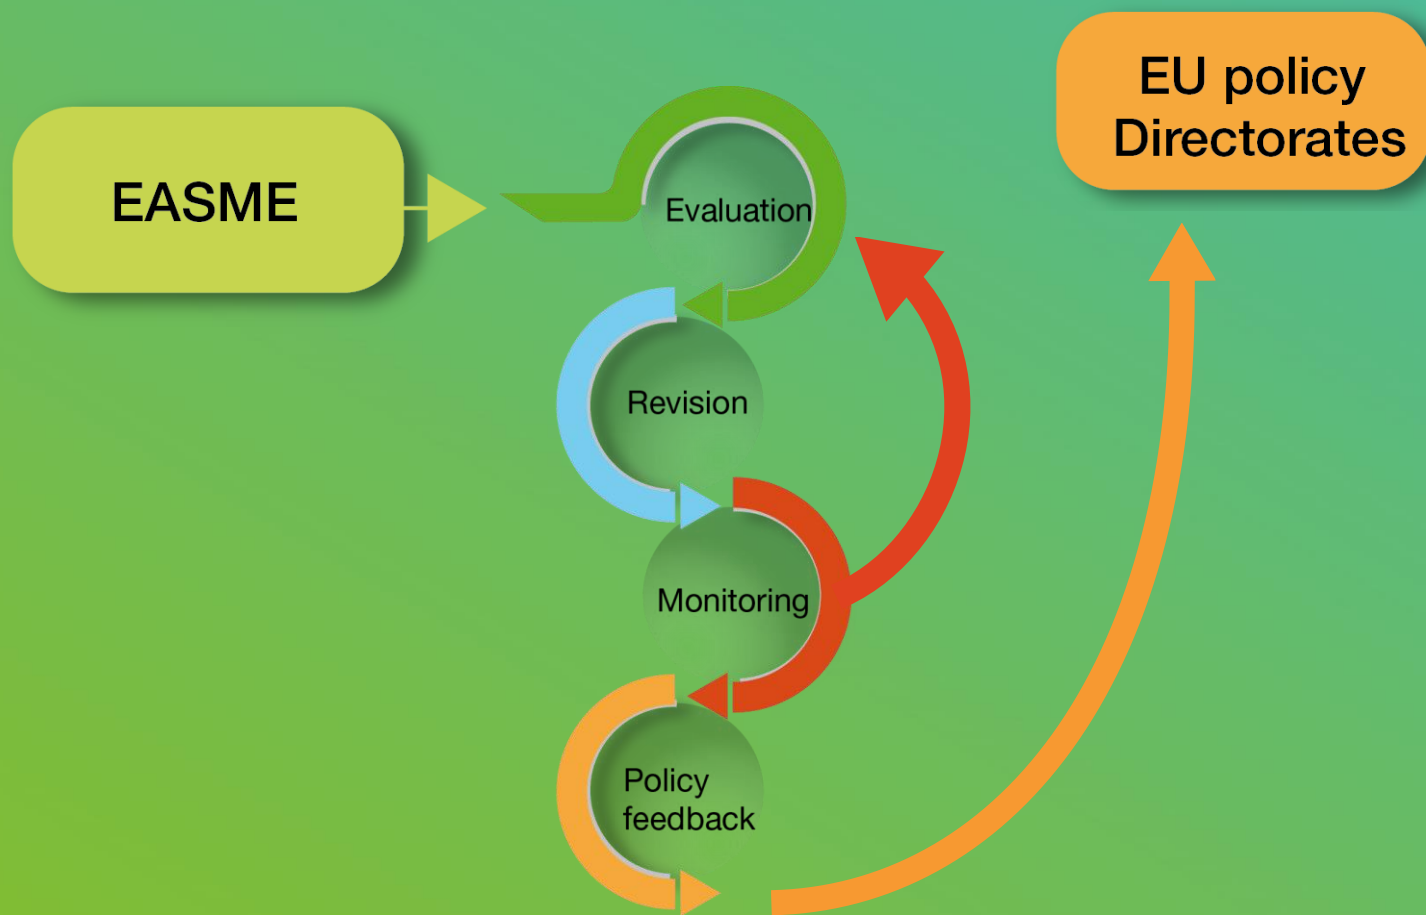 EU policy
Directorates
EASME
Evaluation
Revision
Monitoring
Policy
feedback